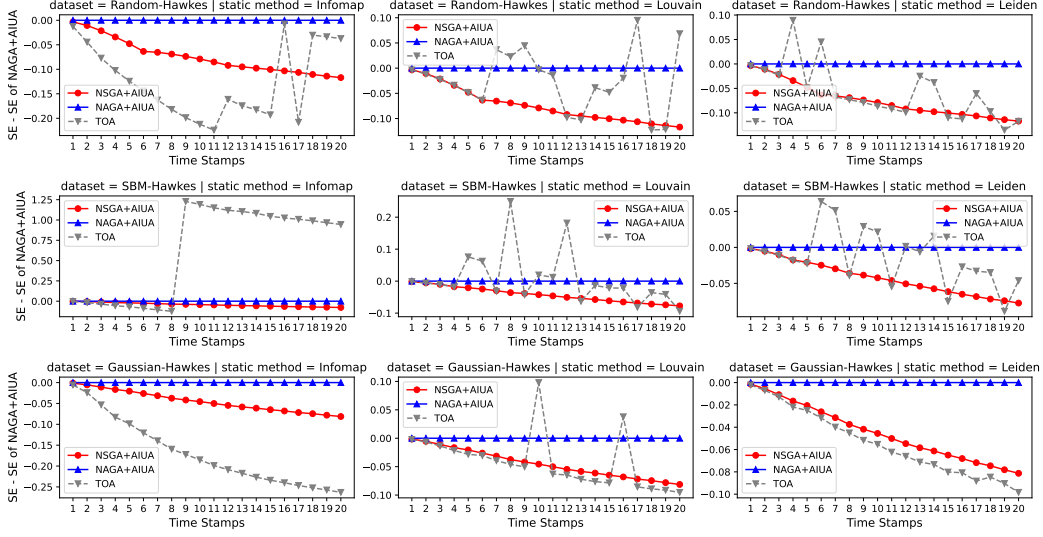 dataset = Random-Hawkes | static method = Infomap
SE - SE of NAGA+AIUA
0.00
−0.05
−0.10
−0.15
−0.20
NSGA+AIUA
NAGA+AIUA
TOA
1 2 3 4 5 6 7 8 9 10 11 12 13 14 15 16 17 18 19 20
Time Stamps
dataset = Random-Hawkes | static method = Louvain
0.10
0.05
0.00
−0.05
−0.10
NSGA+AIUA
NAGA+AIUA
TOA
1 2 3 4 5 6 7 8 9 10 11 12 13 14 15 16 17 18 19 20
Time Stamps
dataset = Random-Hawkes | static method = Leiden
0.10
0.05
0.00
−0.05
−0.10
NSGA+AIUA
NAGA+AIUA
TOA
1 2 3 4 5 6 7 8 9 10 11 12 13 14 15 16 17 18 19 20
Time Stamps
dataset = SBM-Hawkes | static method = Infomap
SE - SE of NAGA+AIUA
1.25
1.00
0.75
0.50
0.25
0.00
NSGA+AIUA
NAGA+AIUA
TOA
1 2 3 4 5 6 7 8 9 10 11 12 13 14 15 16 17 18 19 20
Time Stamps
dataset = SBM-Hawkes | static method = Louvain
0.2
0.1
0.0
−0.1
NSGA+AIUA
NAGA+AIUA
TOA
1 2 3 4 5 6 7 8 9 10 11 12 13 14 15 16 17 18 19 20
Time Stamps
dataset = SBM-Hawkes | static method = Leiden
0.05
0.00
−0.05
NSGA+AIUA
NAGA+AIUA
TOA
1 2 3 4 5 6 7 8 9 10 11 12 13 14 15 16 17 18 19 20
Time Stamps
dataset = Gaussian-Hawkes | static method = Infomap
SE - SE of NAGA+AIUA
0.00
−0.05
−0.10
−0.15
−0.20
−0.25
NSGA+AIUA
NAGA+AIUA
TOA
1 2 3 4 5 6 7 8 9 10 11 12 13 14 15 16 17 18 19 20
Time Stamps
dataset = Gaussian-Hawkes | static method = Louvain
0.10
0.05
0.00
−0.05
−0.10
NSGA+AIUA
NAGA+AIUA
TOA
1 2 3 4 5 6 7 8 9 10 11 12 13 14 15 16 17 18 19 20
Time Stamps
dataset = Gaussian-Hawkes | static method = Leiden
0.00
−0.02
−0.04
−0.06
−0.08
−0.10
NSGA+AIUA
NAGA+AIUA
TOA
1 2 3 4 5 6 7 8 9 10 11 12 13 14 15 16 17 18 19 20
Time Stamps